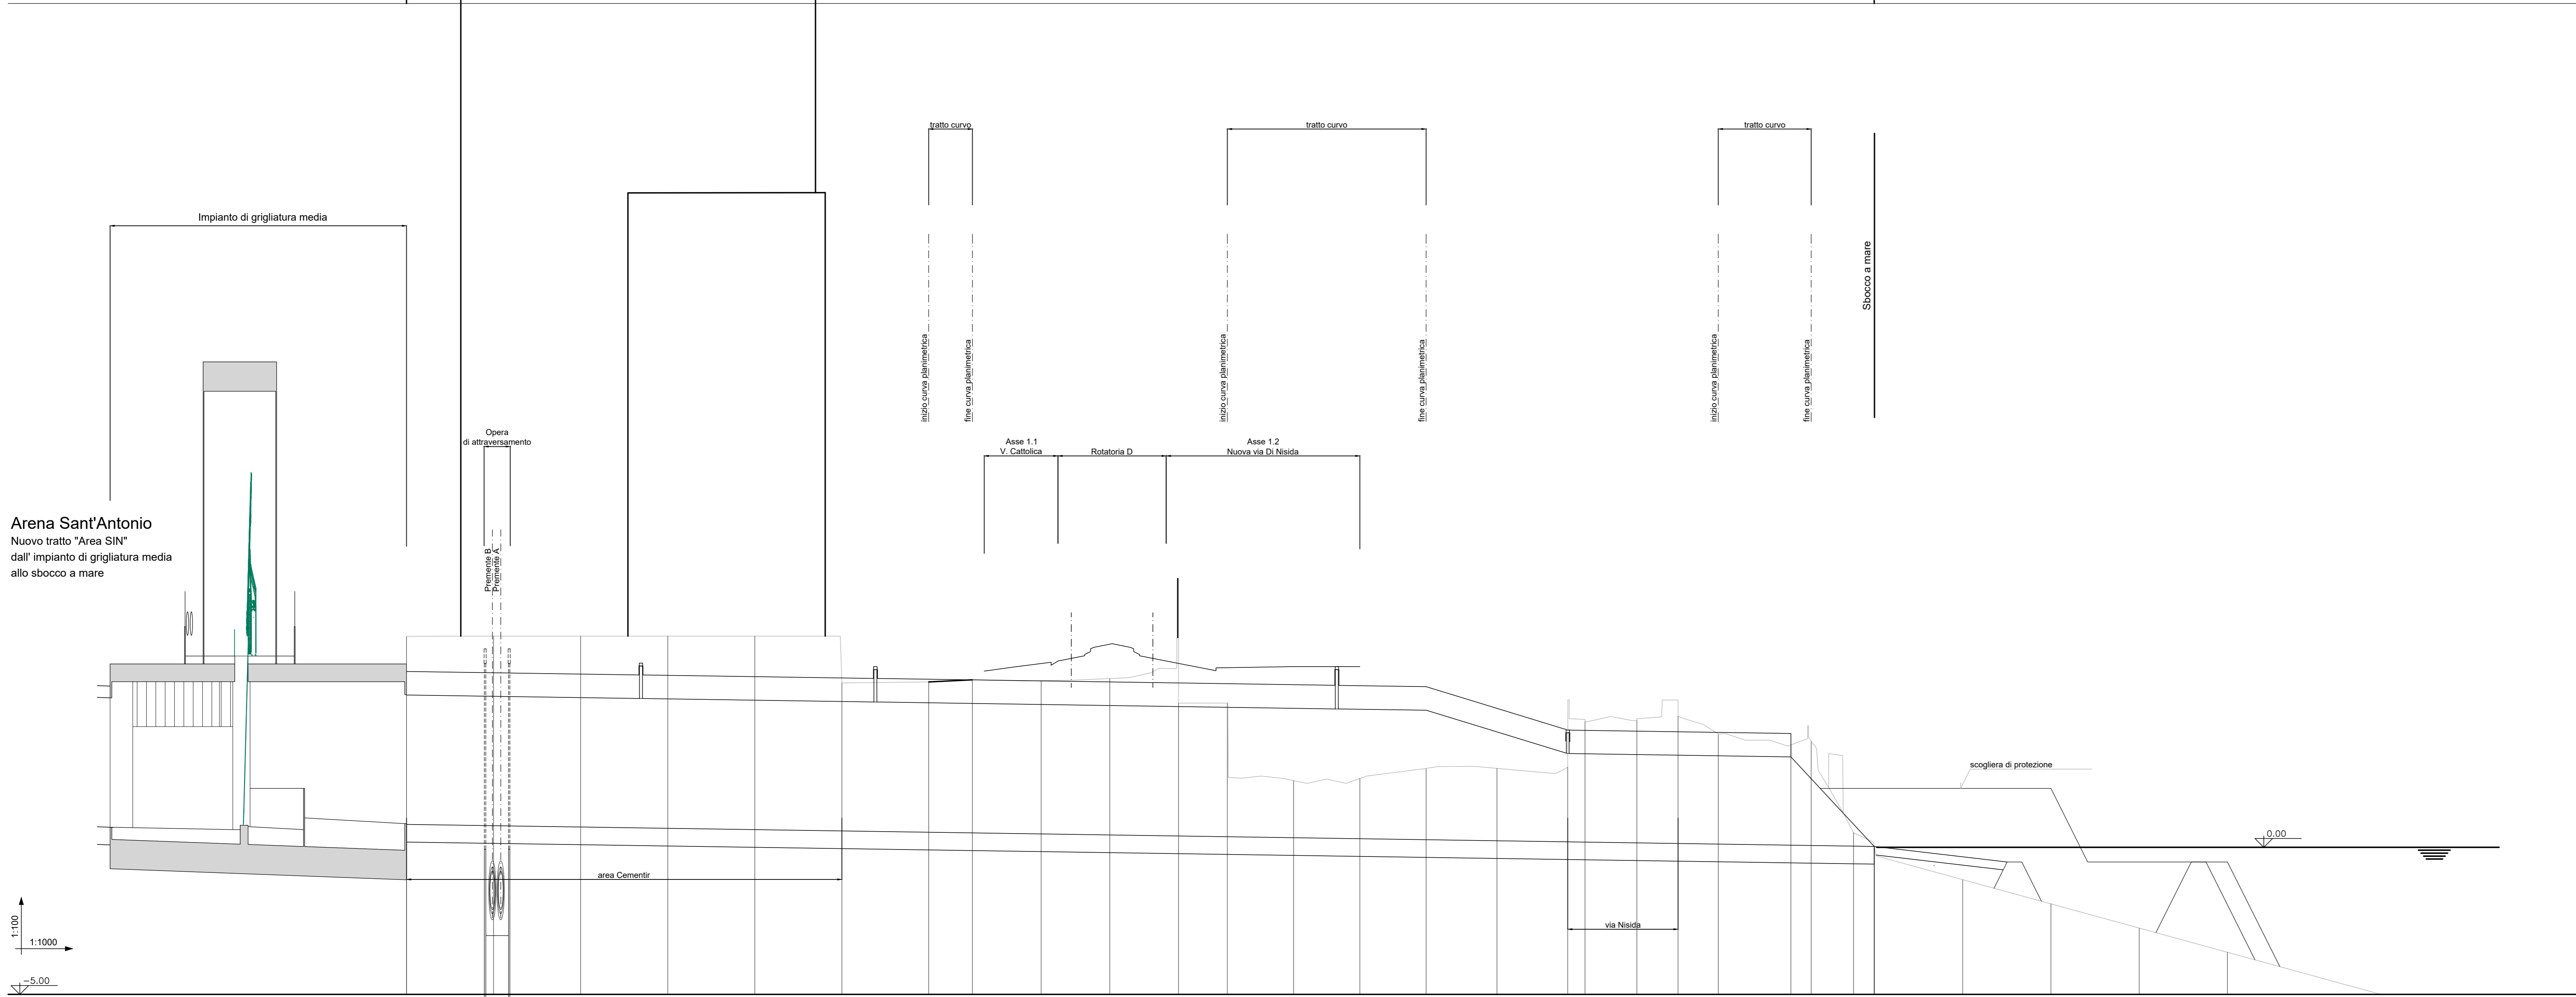 tratto curvo
tratto curvo
tratto curvo
Impianto di grigliatura media
Sbocco a mare
inizio curva planimetrica
fine curva planimetrica
inizio curva planimetrica
fine curva planimetrica
inizio curva planimetrica
fine curva planimetrica
Opera
di attraversamento
Asse 1.1
V. Cattolica
Rotatoria D
Asse 1.2
Nuova via Di Nisida
Arena Sant'Antonio
Nuovo tratto "Area SIN"
dall' impianto di grigliatura media
allo sbocco a mare
Premente B
Premente A
scogliera di protezione
0.00
area Cementir
via Nisida
1:100
1:1000
-5.00